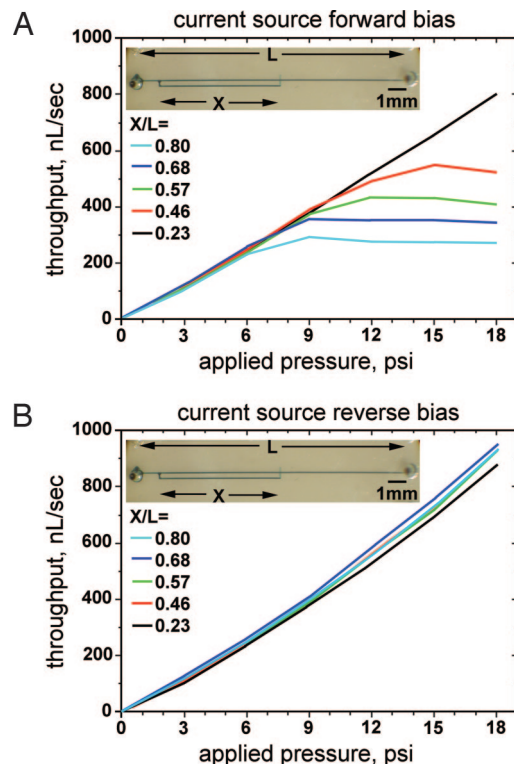 A
current source forward bias
L
X
1mm
X/L=
0.80
0.68
0.57
0.46
0.23
throughput, nL/sec
1000
800
600
400
200
0
0 3 6 9 12 15 18
applied pressure, psi
B
current source reverse bias
L
X
1mm
X/L=
0.80
0.68
0.57
0.46
0.23
throughput, nL/sec
1000
800
600
400
200
0
0 3 6 9 12 15 18
applied pressure, psi